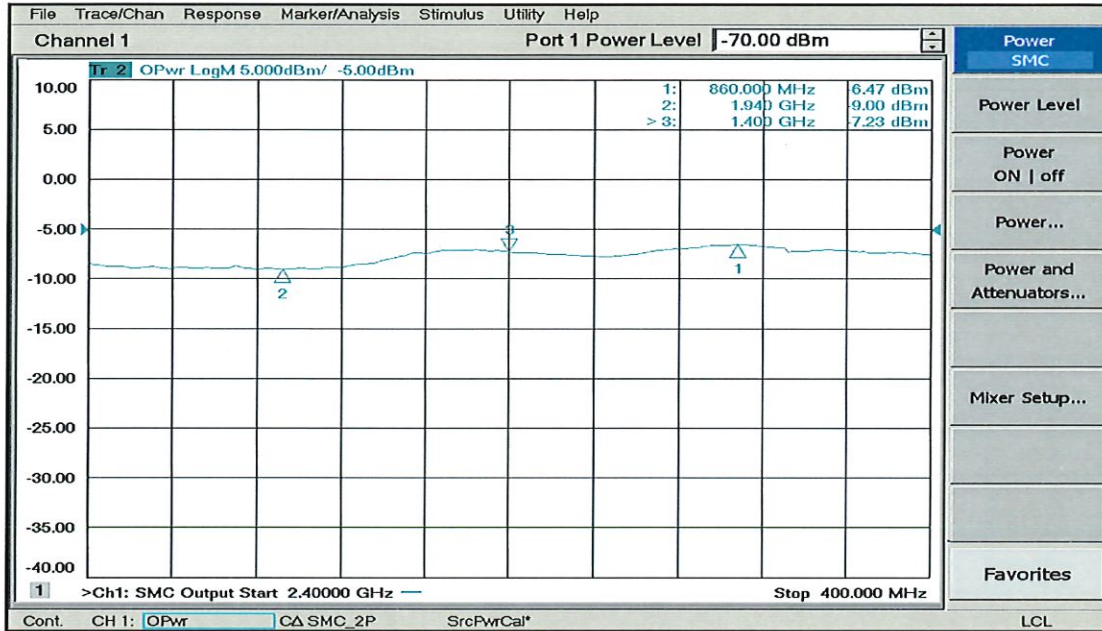 File Trace/Chan Response Marker/Analysis Stimulus Utility Help
Channel 1 Port 1 Power Level -70.00 dBm
Tr 2 OPwr LogM 5.000dBm/ -5.00dBm
1: 860.000 MHz -6.47 dBm
2: 1.940 GHz -9.00 dBm
> 3: 1.400 GHz -7.23 dBm
10.00
5.00
0.00
-5.00
-10.00
-15.00
-20.00
-25.00
-30.00
-35.00
-40.00
3
2
1
1 >Ch1: SMC Output Start 2.40000 GHz — Stop 400.000 MHz
Cont. CH 1: OPwr CΔ SMC_2P SrcPwrCal* LCL
Power
SMC
Power Level
Power
ON | off
Power...
Power and
Attenuators...
Mixer Setup...
Favorites